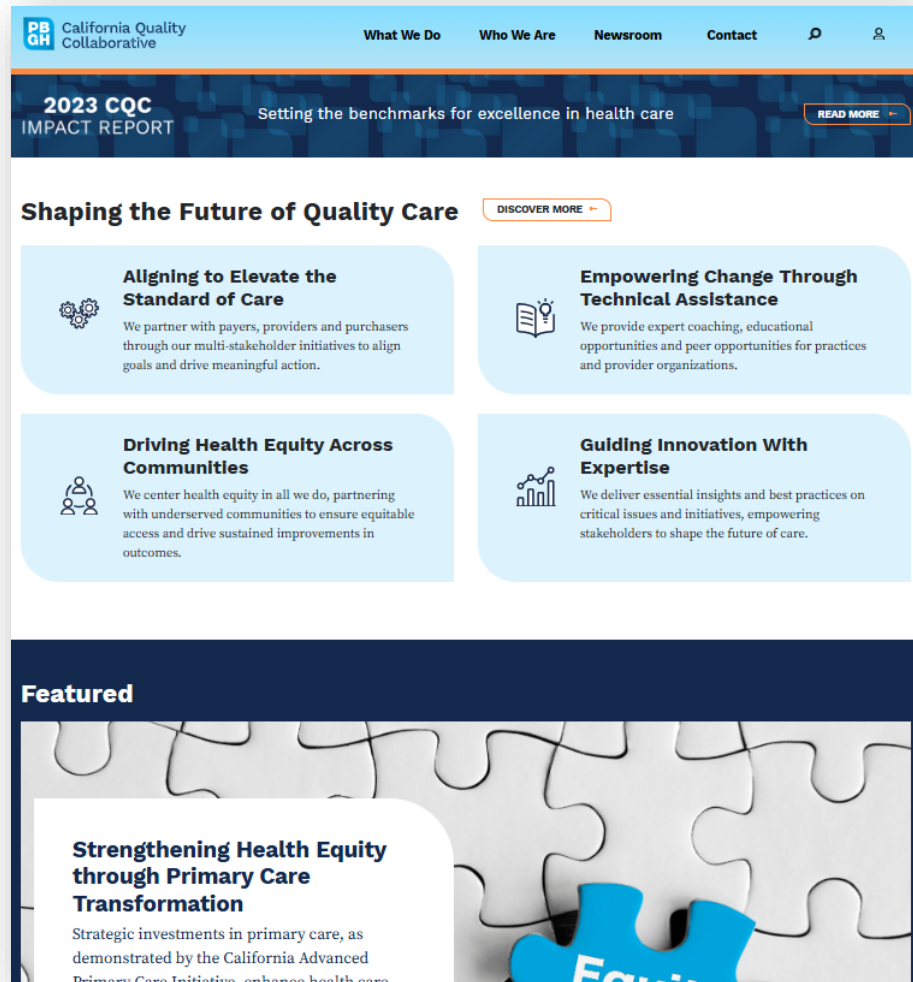 PB
GH
California Quality
Collaborative
What We Do
Who We Are
Newsroom
Contact
2023 CQC
IMPACT REPORT
Setting the benchmarks for excellence in health care
READ MORE
Shaping the Future of Quality Care
DISCOVER MORE
Aligning to Elevate the
Standard of Care
We partner with payers, providers and purchasers
through our multi-stakeholder initiatives to align
goals and drive meaningful action.
Empowering Change Through
Technical Assistance
We provide expert coaching, educational
opportunities and peer opportunities for practices
and provider organizations.
Driving Health Equity Across
Communities
We center health equity in all we do, partnering
with underserved communities to ensure equitable
access and drive sustained improvements in
outcomes.
Guiding Innovation With
Expertise
We deliver essential insights and best practices on
critical issues and initiatives, empowering
stakeholders to shape the future of care.
Featured
Strengthening Health Equity
through Primary Care
Transformation
Strategic investments in primary care, as
demonstrated by the California Advanced
Primary Care Initiative, enhance health care